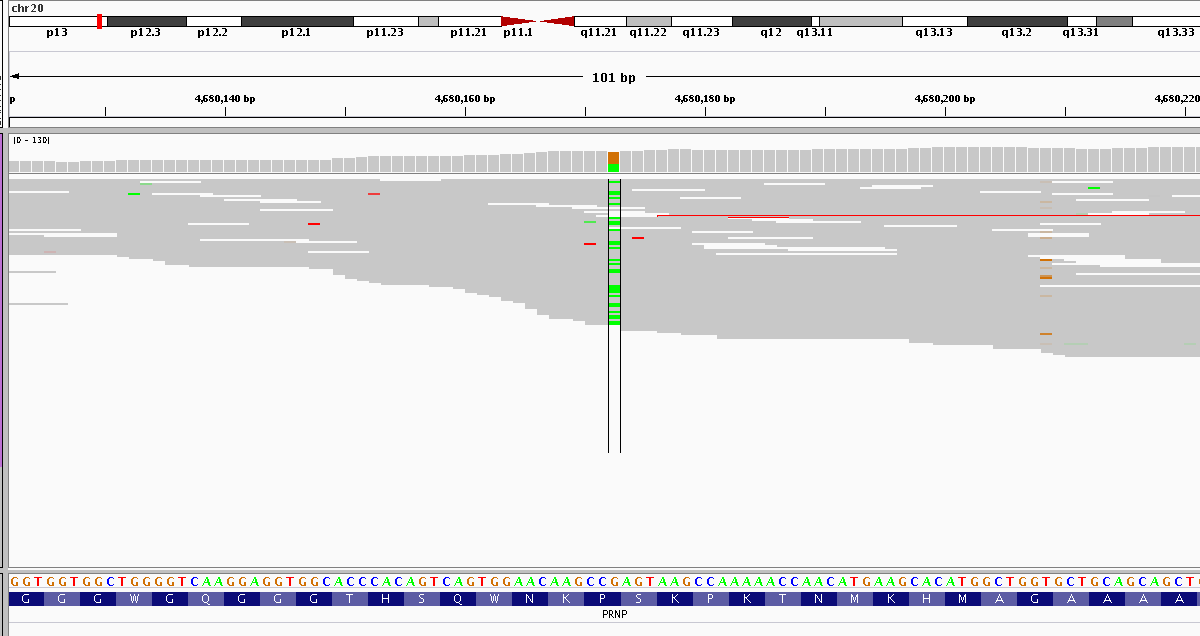 chr20
p13 p12.3 p12.2 p12.1 p11.23 p11.21 p11.1 q11.21 q11.22 q11.23 q12 q13.11 q13.13 q13.2 q13.31 q13.33
101 bp
p 4,680,140 bp 4,680,160 bp 4,680,180 bp 4,680,200 bp 4,680,220
[0 - 130]
GGTGGTGGCTGGGGTCAAGGAGGTGGCACCCACAGTCAGTGGAACAAGCCGAGTAAGCCAAAAACCAACATGAAGCACATGGCTGGTGCTGCAGCAGCT
G G G W G Q G G G T H S Q W N K P S K P K T N M K H M A G A A A A
PRNP